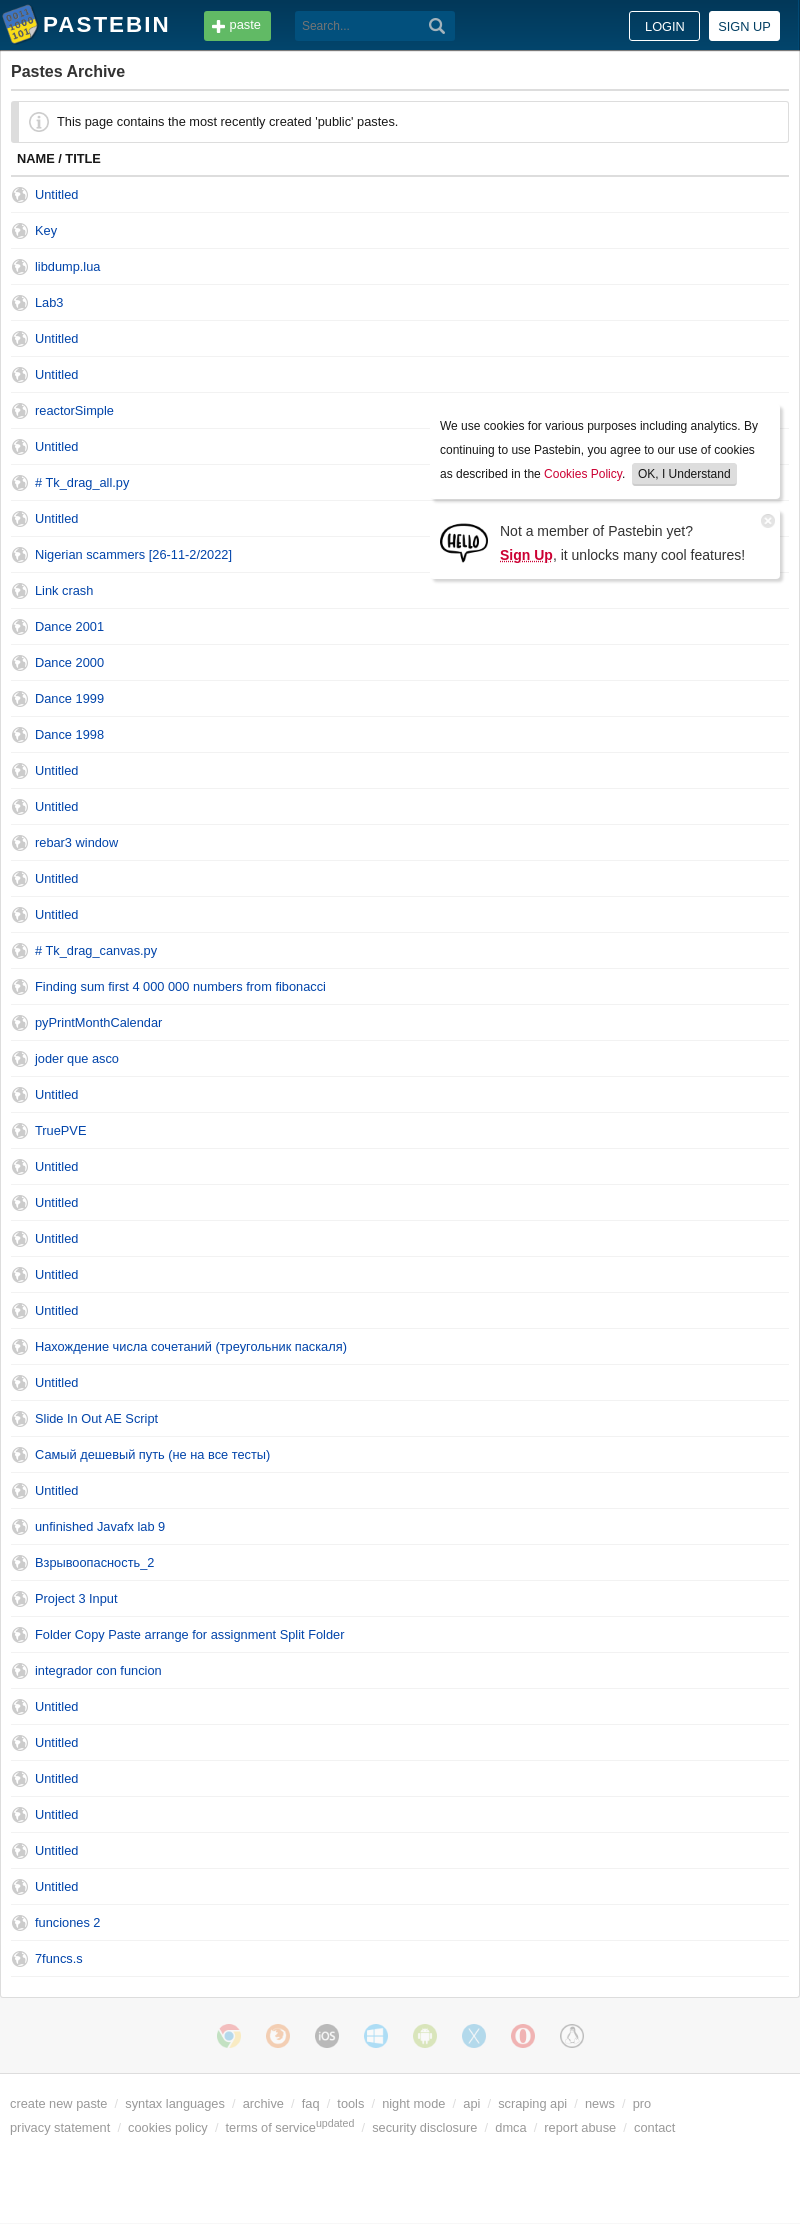 PASTEBIN
paste
Search...
LOGIN
SIGN UP
Pastes Archive
This page contains the most recently created 'public' pastes.
NAME / TITLE
Untitled
Key
libdump.lua
Lab3
Untitled
Untitled
reactorSimple
Untitled
# Tk_drag_all.py
Untitled
Nigerian scammers [26-11-2/2022]
We use cookies for various purposes including analytics. By
continuing to use Pastebin, you agree to our use of cookies
as described in the Cookies Policy. OK, I Understand
HELLO
Not a member of Pastebin yet?
Sign Up, it unlocks many cool features!
Link crash
Dance 2001
Dance 2000
Dance 1999
Dance 1998
Untitled
Untitled
rebar3 window
Untitled
Untitled
# Tk_drag_canvas.py
Finding sum first 4 000 000 numbers from fibonacci
pyPrintMonthCalendar
joder que asco
Untitled
TruePVE
Untitled
Untitled
Untitled
Untitled
Untitled
Нахождение числа сочетаний (треугольник паскаля)
Untitled
Slide In Out AE Script
Самый дешевый путь (не на все тесты)
Untitled
unfinished Javafx lab 9
Взрывоопасность_2
Project 3 Input
Folder Copy Paste arrange for assignment Split Folder
integrador con funcion
Untitled
Untitled
Untitled
Untitled
Untitled
Untitled
funciones 2
7funcs.s
iOS
create new paste / syntax languages / archive / faq / tools / night mode / api / scraping api / news / pro
privacy statement / cookies policy / terms of service updated / security disclosure / dmca / report abuse / contact